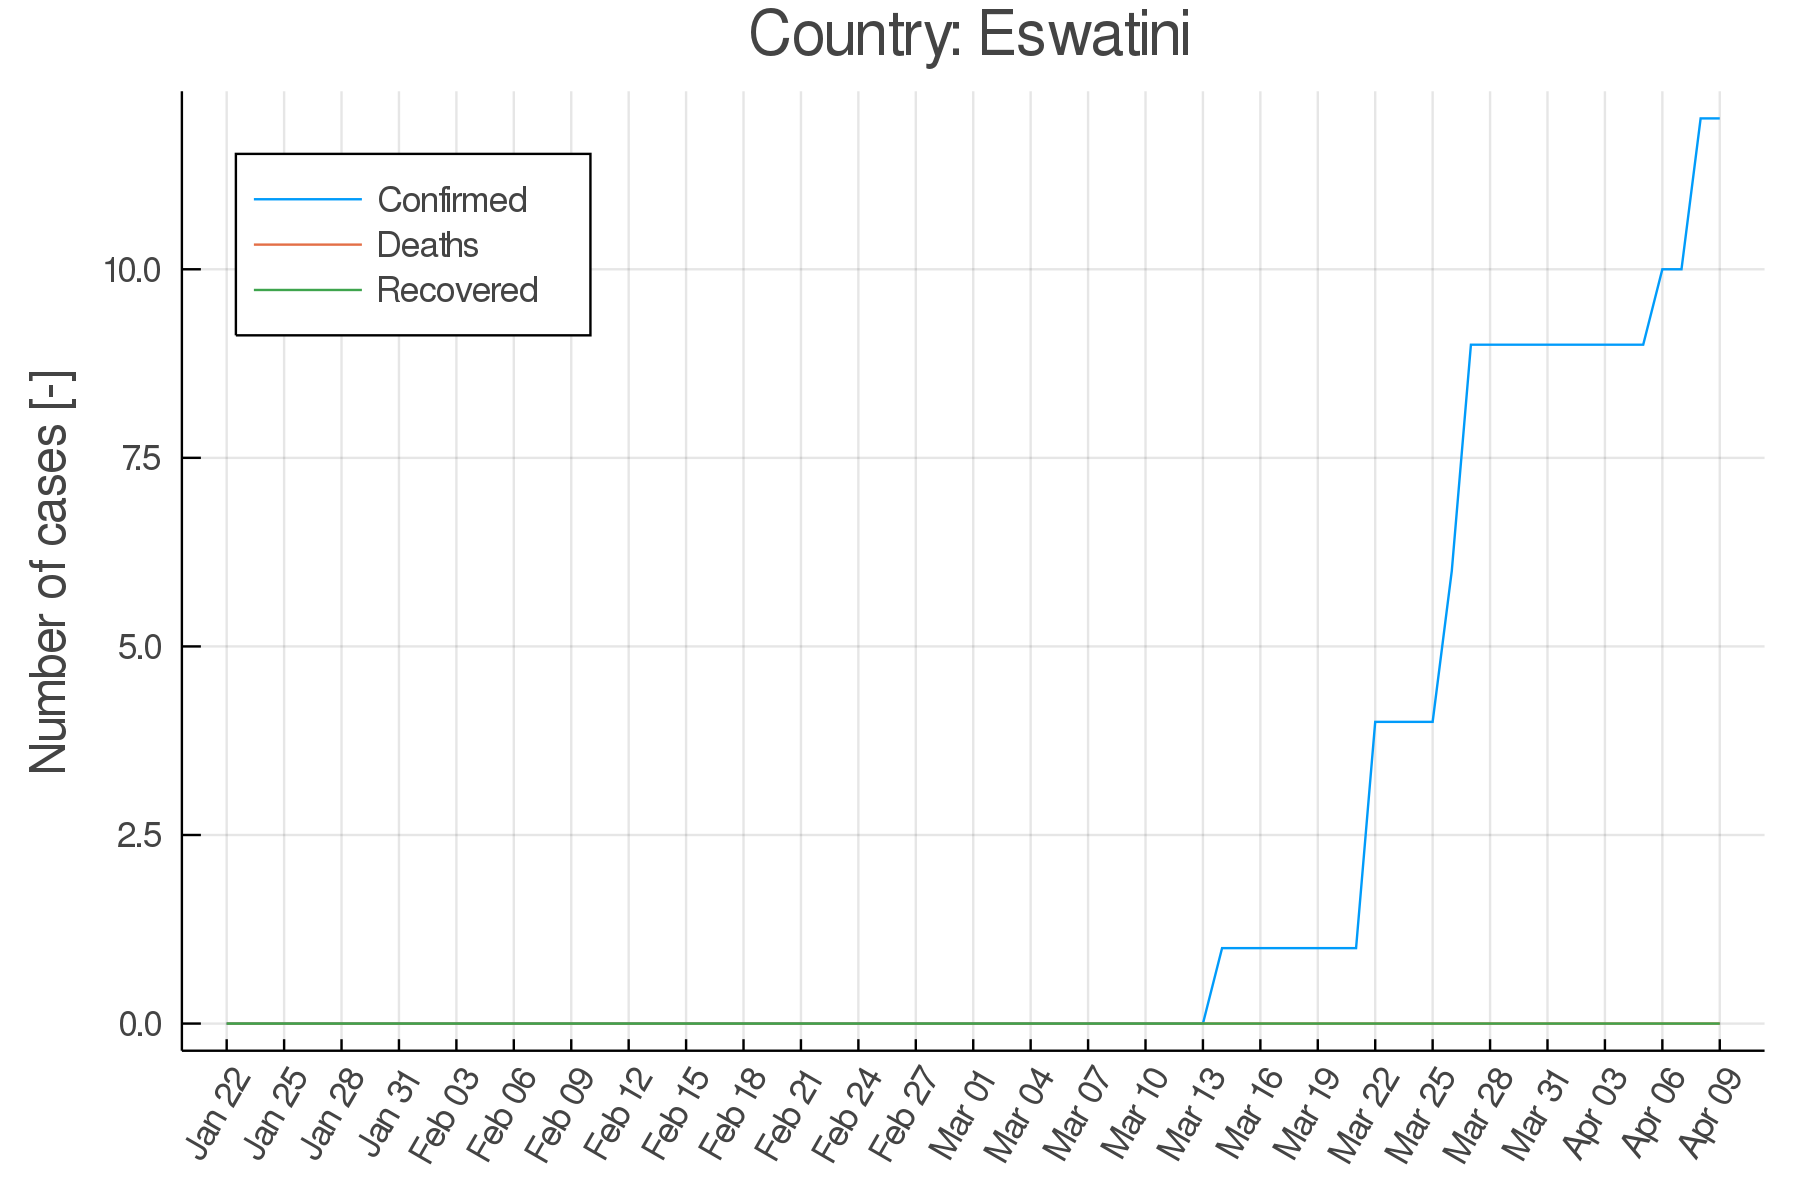 Country: Eswatini
Confirmed
Deaths
Recovered
Number of cases [-]
10.0
7.5
5.0
2.5
0.0
Jan 22
Jan 25
Jan 28
Jan 31
Feb 03
Feb 06
Feb 09
Feb 12
Feb 15
Feb 18
Feb 21
Feb 24
Feb 27
Mar 01
Mar 04
Mar 07
Mar 10
Mar 13
Mar 16
Mar 19
Mar 22
Mar 25
Mar 28
Mar 31
Apr 03
Apr 06
Apr 09